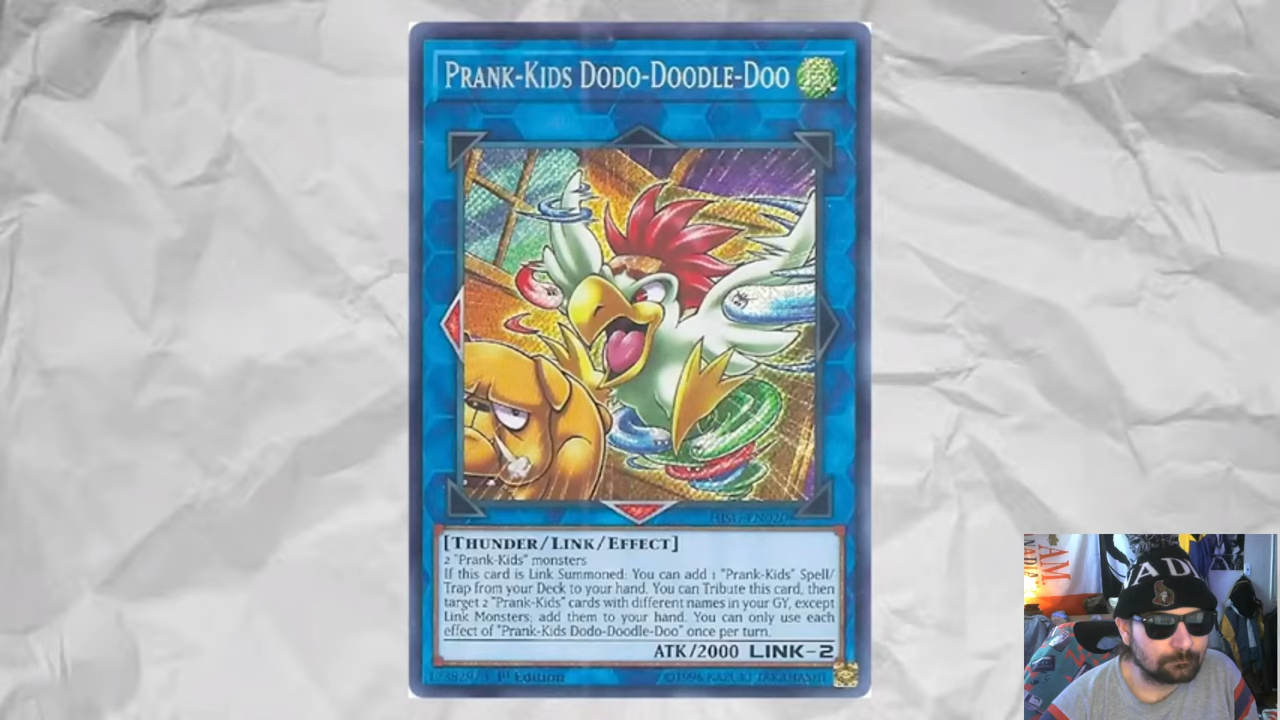 PRANK-KIDS DODO-DOODLE-DOO
HISU-EN020
[THUNDER/LINK/EFFECT]
2 "Prank-Kids" monsters
If this card is Link Summoned: You can add 1 "Prank-Kids" Spell/
Trap from your Deck to your hand. You can Tribute this card, then
target 2 "Prank-Kids" cards with different names in your GY, except
Link Monsters; add them to your hand. You can only use each
effect of "Prank-Kids Dodo-Doodle-Doo" once per turn.
ATK/2000 LINK-2
1st Edition
©1996 KAZUKI TAKAHASHI